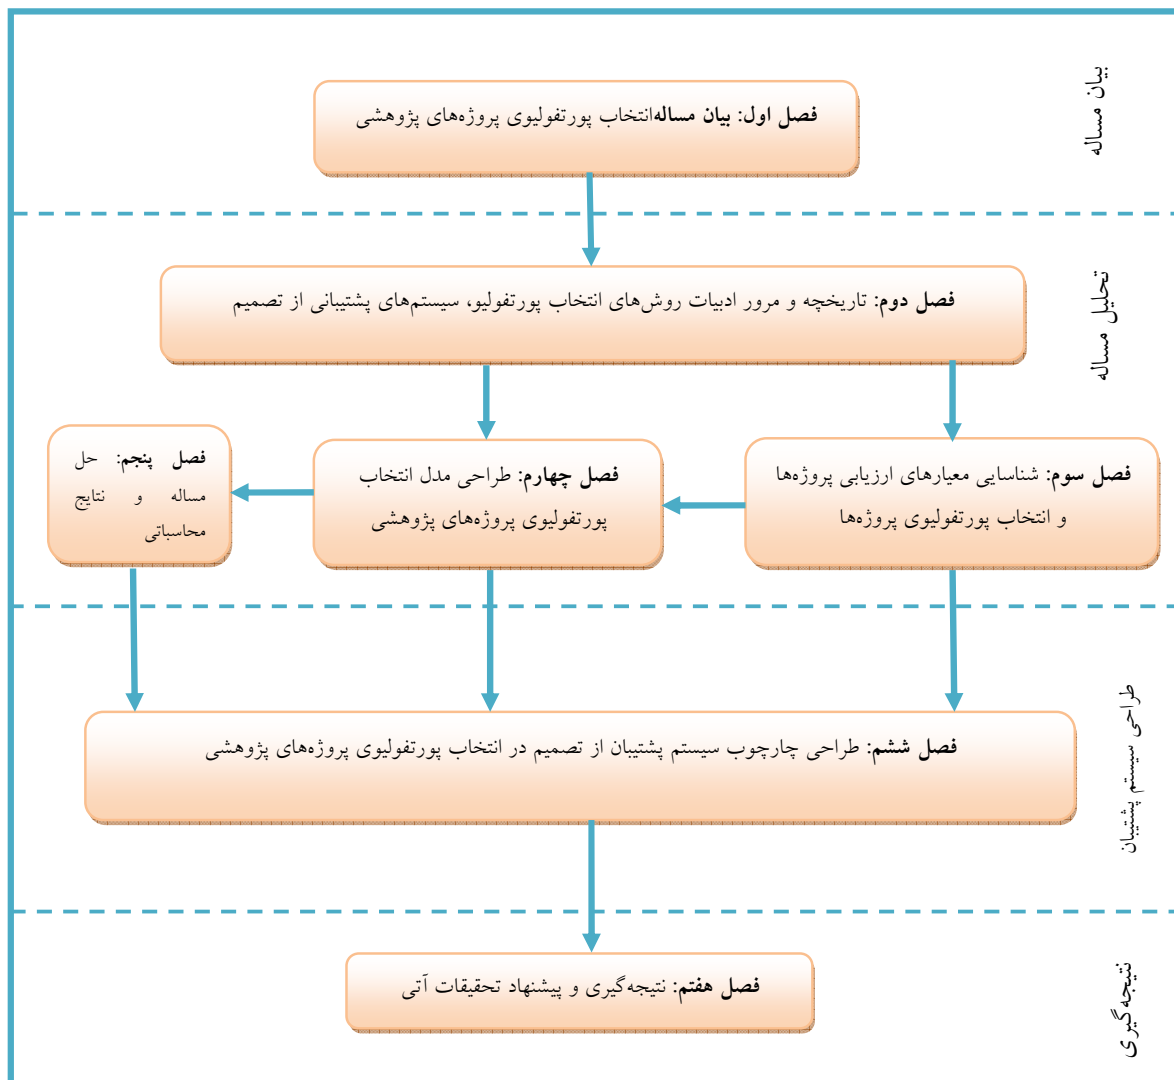 بیان مساله
فصل اول: بیان مساله‌انتخاب پورتفولیوی پروژه‌های پژوهشی
تحلیل مساله
فصل دوم: تاریخچه و مرور ادبیات روش‌های انتخاب پورتفولیو، سیستم‌های پشتیبانی از تصمیم
فصل سوم: شناسایی معیارهای ارزیابی پروژه‌ها
و انتخاب پورتفولیوی پروژه‌ها
فصل چهارم: طراحی مدل انتخاب
پورتفولیوی پروژه‌های پژوهشی
فصل پنجم: حل
مساله و نتایج
محاسباتی
طراحی سیستم پشتیبان
فصل ششم: طراحی چارچوب سیستم پشتیبان از تصمیم در انتخاب پورتفولیوی پروژه‌های پژوهشی
نتیجه‌گیری
فصل هفتم: نتیجه‌گیری و پیشنهاد تحقیقات آتی